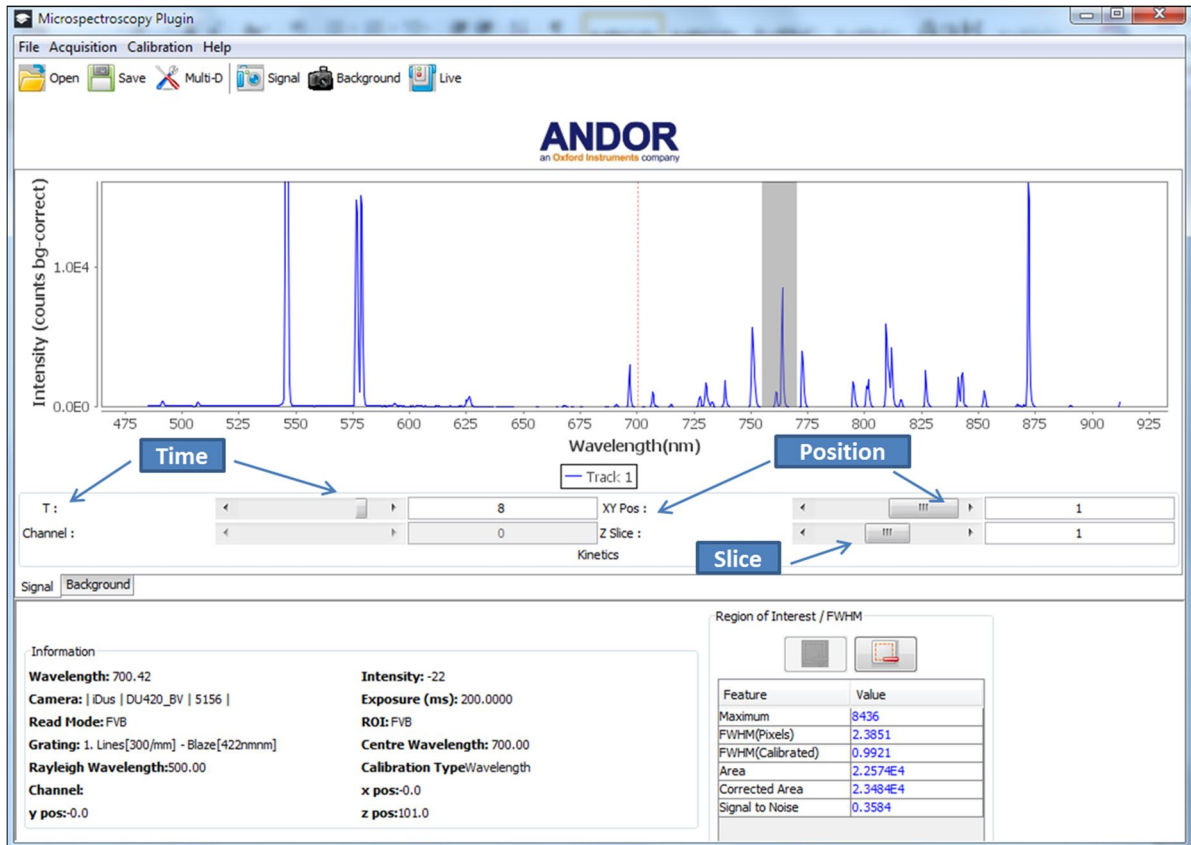 Microspectroscopy Plugin
File Acquisition Calibration Help
Open Save Multi-D Signal Background Live
ANDOR
an Oxford Instruments company
Intensity (counts bg-correct)
1.0E4
0.0E0
475 500 525 550 575 600 625 650 675 700 725 750 775 800 825 850 875 900 925
Wavelength(nm)
Time
Position
Track 1
T : 8 XY Pos : 1
Channel : 0 Z Slice : 1
Kinetics
Slice
Signal Background
Region of Interest / FWHM
Information
Wavelength: 700.42 Intensity: -22
Camera: | iDus | DU420_BV | 5156 | Exposure (ms): 200.0000
Read Mode: FVB ROI: FVB
Grating: 1. Lines[300/mm] - Blaze[422nmnm] Centre Wavelength: 700.00
Rayleigh Wavelength:500.00 Calibration TypeWavelength
Channel: x pos:-0.0
y pos:-0.0 z pos:101.0
Feature Value
Maximum 8436
FWHM(Pixels) 2.3851
FWHM(Calibrated) 0.9921
Area 2.2574E4
Corrected Area 2.3484E4
Signal to Noise 0.3584